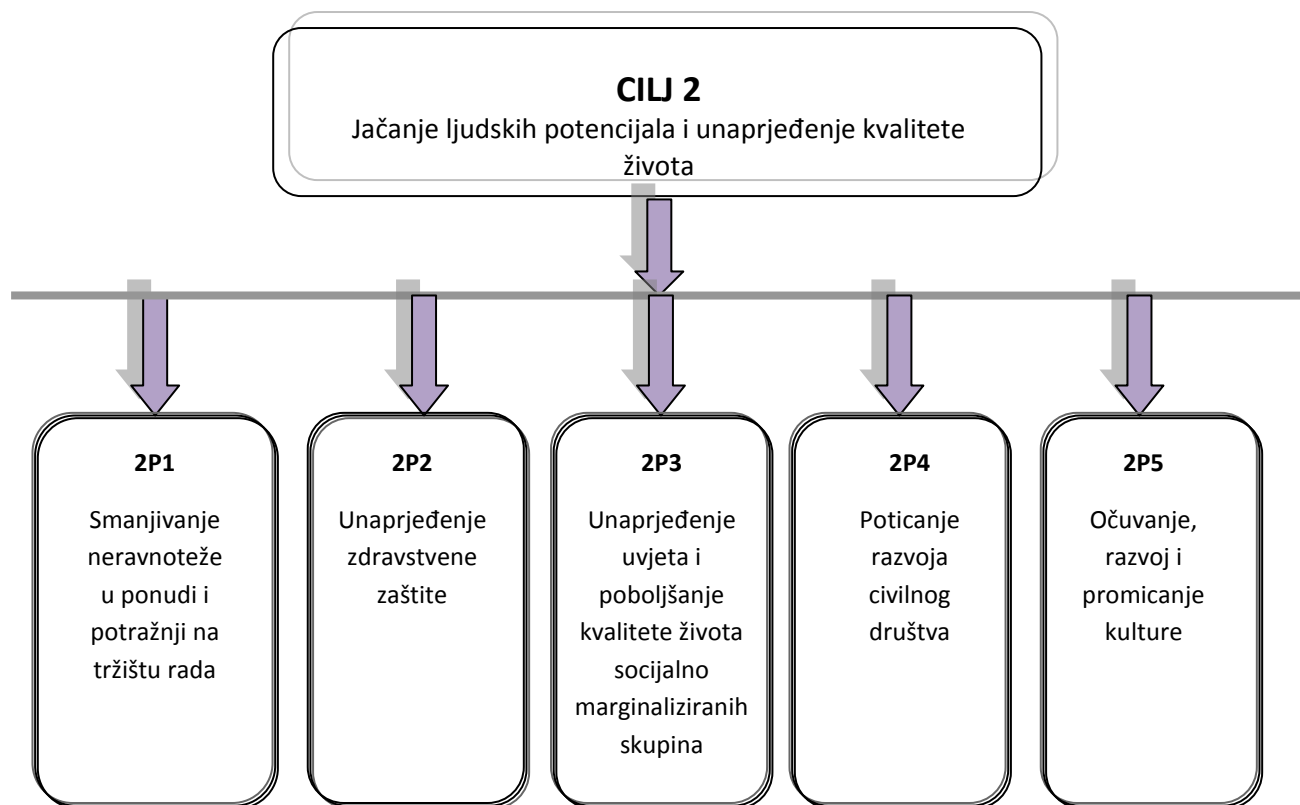 CILJ 2
Jačanje ljudskih potencijala i unaprjeđenje kvalitete
života
2P1
Smanjivanje
neravnoteže
u ponudi i
potražnji na
tržištu rada
2P2
Unaprjeđenje
zdravstvene
zaštite
2P3
Unaprjeđenje
uvjeta i
poboljšanje
kvalitete života
socijalno
marginaliziranih
skupina
2P4
Poticanje
razvoja
civilnog
društva
2P5
Očuvanje,
razvoj i
promicanje
kulture